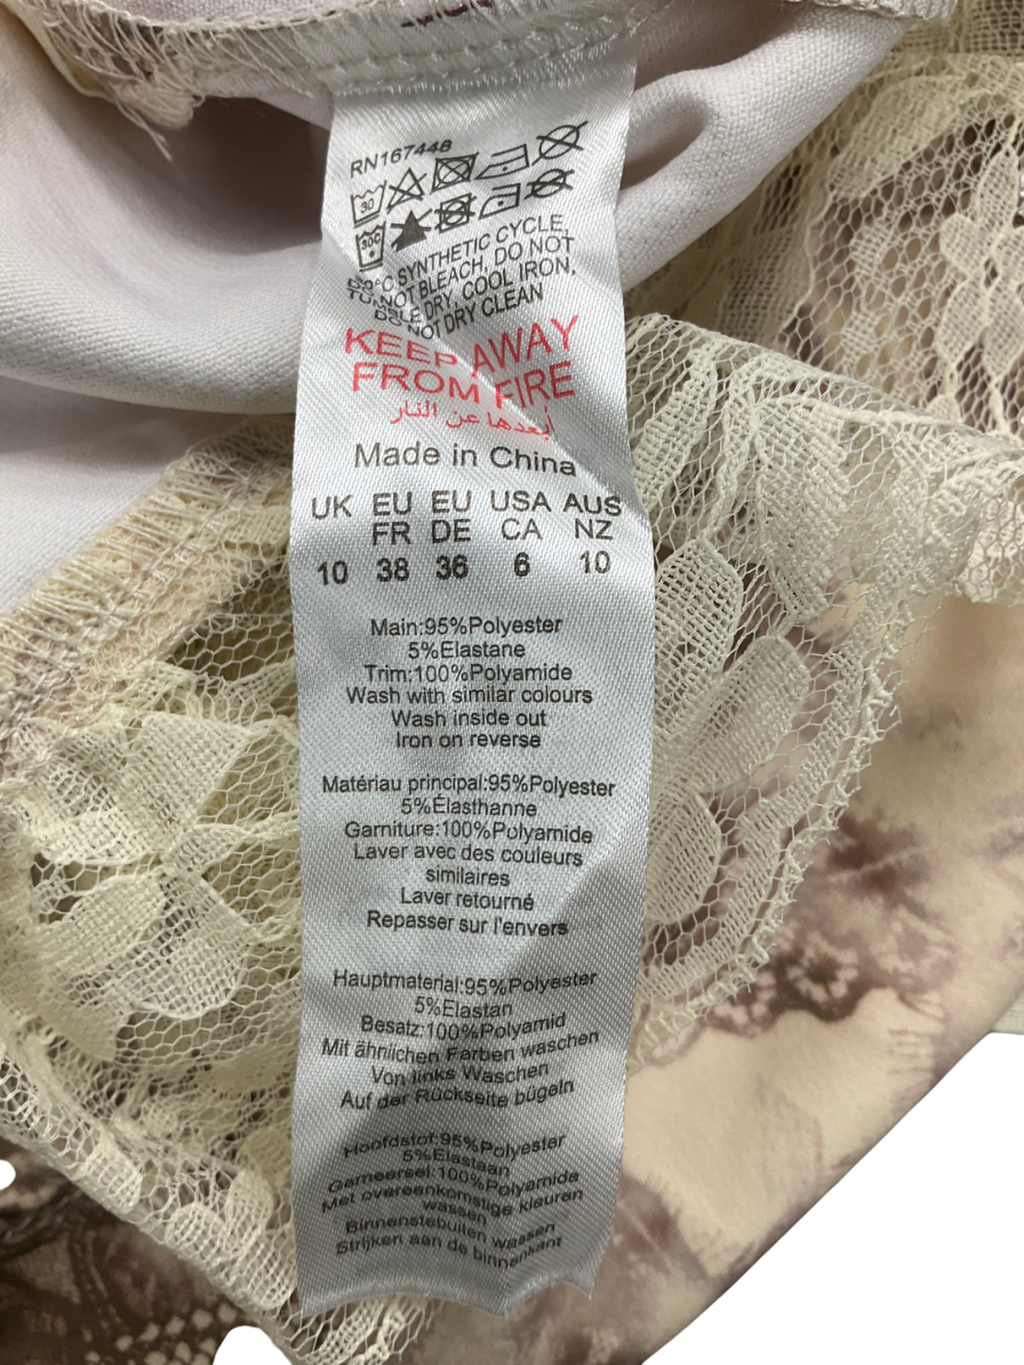 RN167448
30
30C
30°C SYNTHETIC CYCLE,
DO NOT BLEACH, DO NOT
TUMBLE DRY, COOL IRON,
DO NOT DRY CLEAN
KEEP AWAY
FROM FIRE
أبعدها عن النار
Made in China
UK EU EU USA AUS
FR DE CA NZ
10 38 36 6 10
Main:95%Polyester
5%Elastane
Trim:100%Polyamide
Wash with similar colours
Wash inside out
Iron on reverse
Matériau principal:95%Polyester
5%Élasthanne
Garniture:100%Polyamide
Laver avec des couleurs
similaires
Laver retourné
Repasser sur l'envers
Hauptmaterial:95%Polyester
5%Elastan
Besatz:100%Polyamid
Mit ähnlichen Farben waschen
Von links Waschen
Auf der Rückseite bügeln
Hoofdstof:95%Polyester
5%Elastaan
Garneersel:100%Polyamide
Met overeenkomstige kleuren
wassen
Binnenstebuiten wassen
Strijken aan de binnenkant